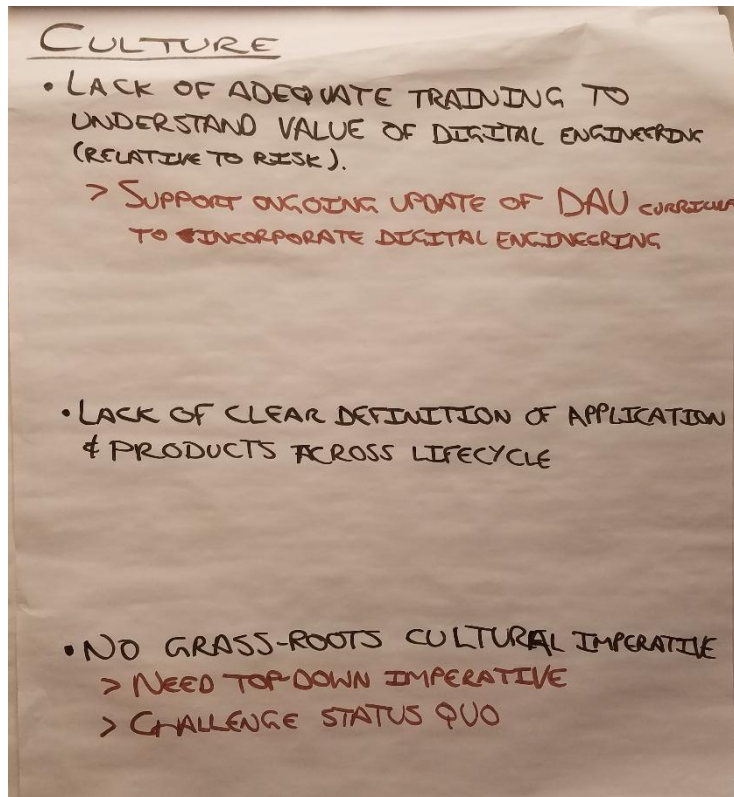 CULTURE
• LACK OF ADEQUATE TRAINING TO
UNDERSTAND VALUE OF DIGITAL ENGINEERING
(RELATIVE TO RISK).
> SUPPORT ONGOING UPDATE OF DAU CURRICULA
TO INCORPORATE DIGITAL ENGINEERING
• LACK OF CLEAR DEFINITION OF APPLICATION
& PRODUCTS ACROSS LIFECYCLE
• NO GRASS-ROOTS CULTURAL IMPERATIVE
> NEED TOP-DOWN IMPERATIVE
> CHALLENGE STATUS QUO